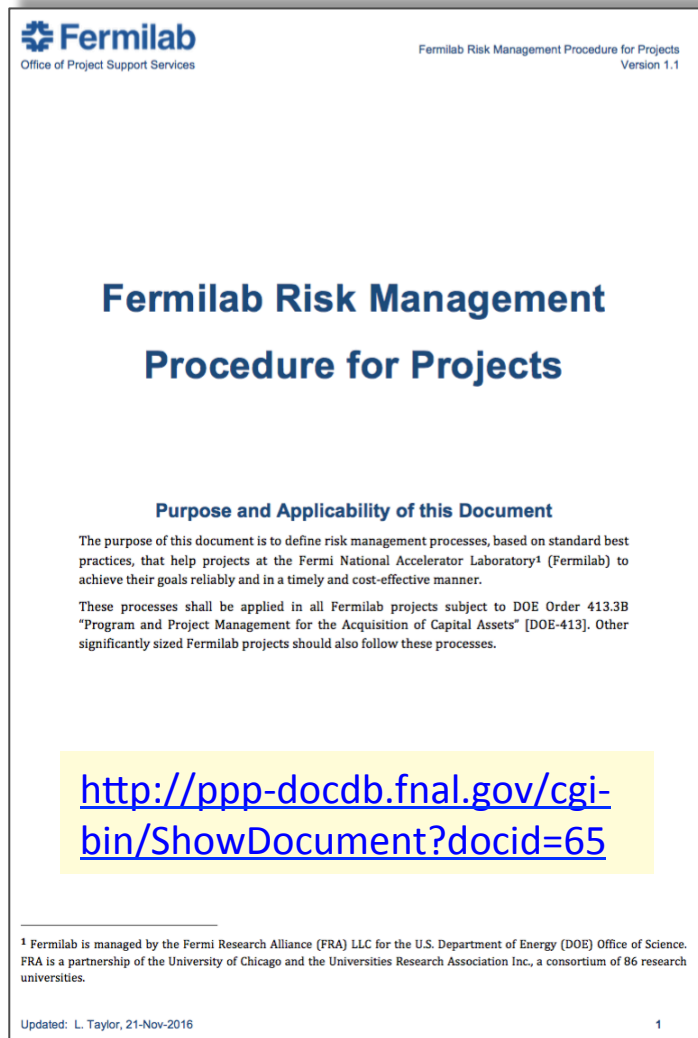 Fermilab
Office of Project Support Services
Fermilab Risk Management Procedure for Projects
Version 1.1
Fermilab Risk Management
Procedure for Projects
Purpose and Applicability of this Document
The purpose of this document is to define risk management processes, based on standard best
practices, that help projects at the Fermi National Accelerator Laboratory¹ (Fermilab) to
achieve their goals reliably and in a timely and cost-effective manner.
These processes shall be applied in all Fermilab projects subject to DOE Order 413.3B
"Program and Project Management for the Acquisition of Capital Assets" [DOE-413]. Other
significantly sized Fermilab projects should also follow these processes.
http://ppp-docdb.fnal.gov/cgi-
bin/ShowDocument?docid=65
¹ Fermilab is managed by the Fermi Research Alliance (FRA) LLC for the U.S. Department of Energy (DOE) Office of Science.
FRA is a partnership of the University of Chicago and the Universities Research Association Inc., a consortium of 86 research
universities.
Updated: L. Taylor, 21-Nov-2016
1